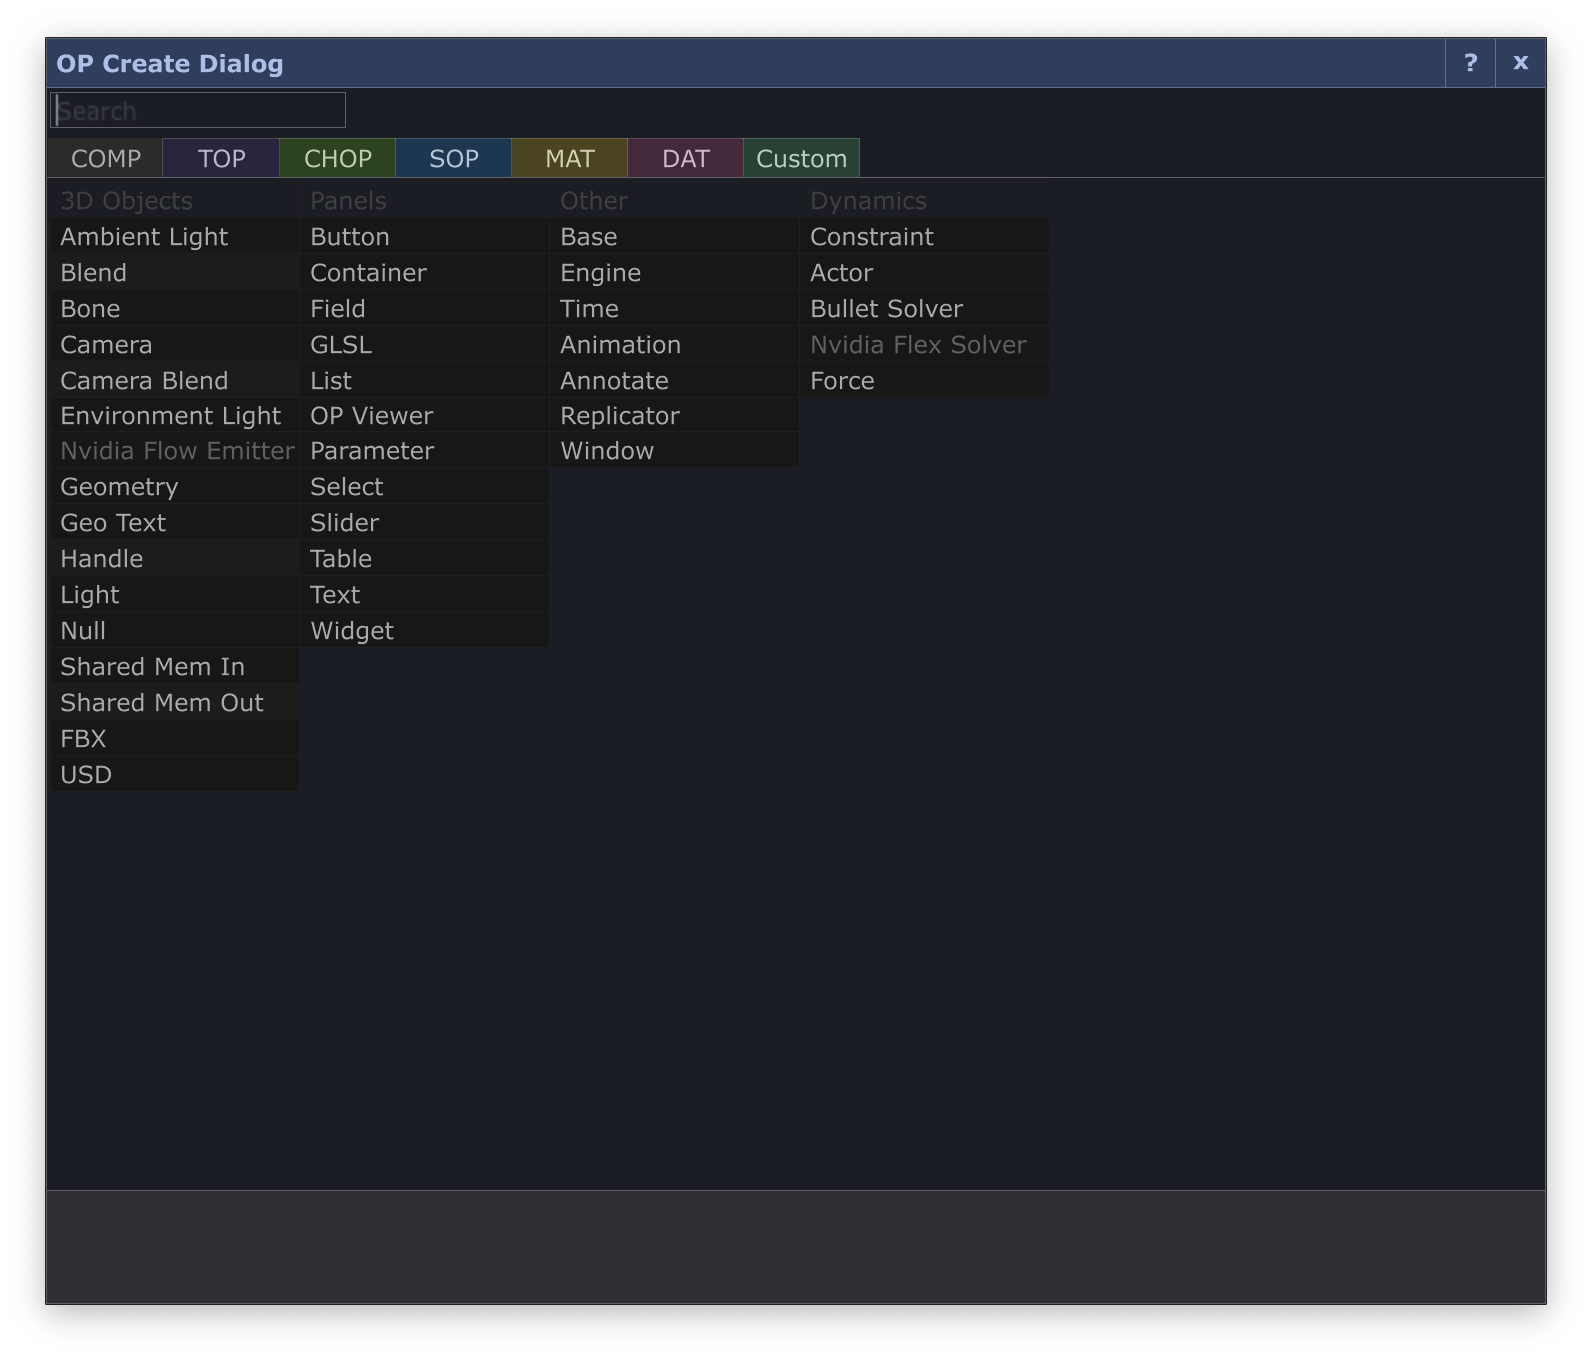 OP Create Dialog ? x
Search
COMP TOP CHOP SOP MAT DAT Custom
3D Objects Panels Other Dynamics
Ambient Light Button Base Constraint
Blend Container Engine Actor
Bone Field Time Bullet Solver
Camera GLSL Animation Nvidia Flex Solver
Camera Blend List Annotate Force
Environment Light OP Viewer Replicator
Nvidia Flow Emitter Parameter Window
Geometry Select
Geo Text Slider
Handle Table
Light Text
Null Widget
Shared Mem In
Shared Mem Out
FBX
USD